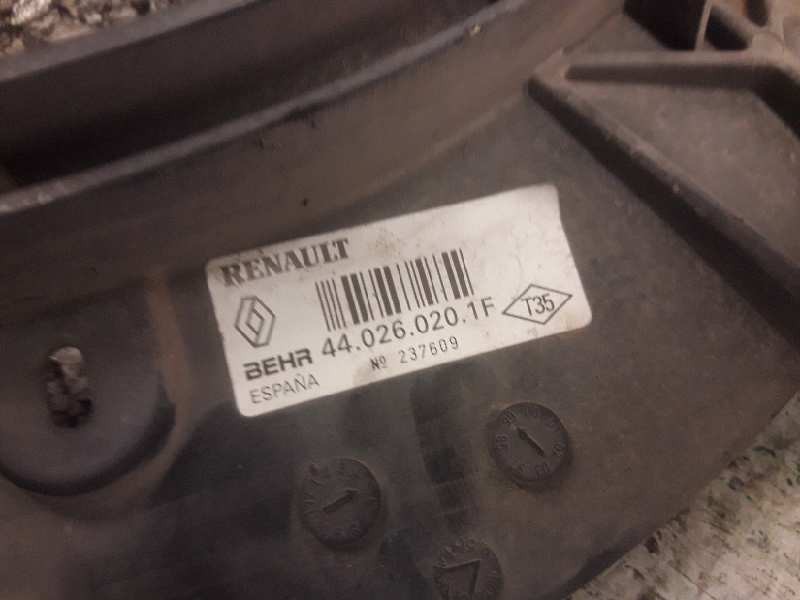 RENAULT
BEHR 44.026.020.1F T35
ESPAÑA Nº 237609